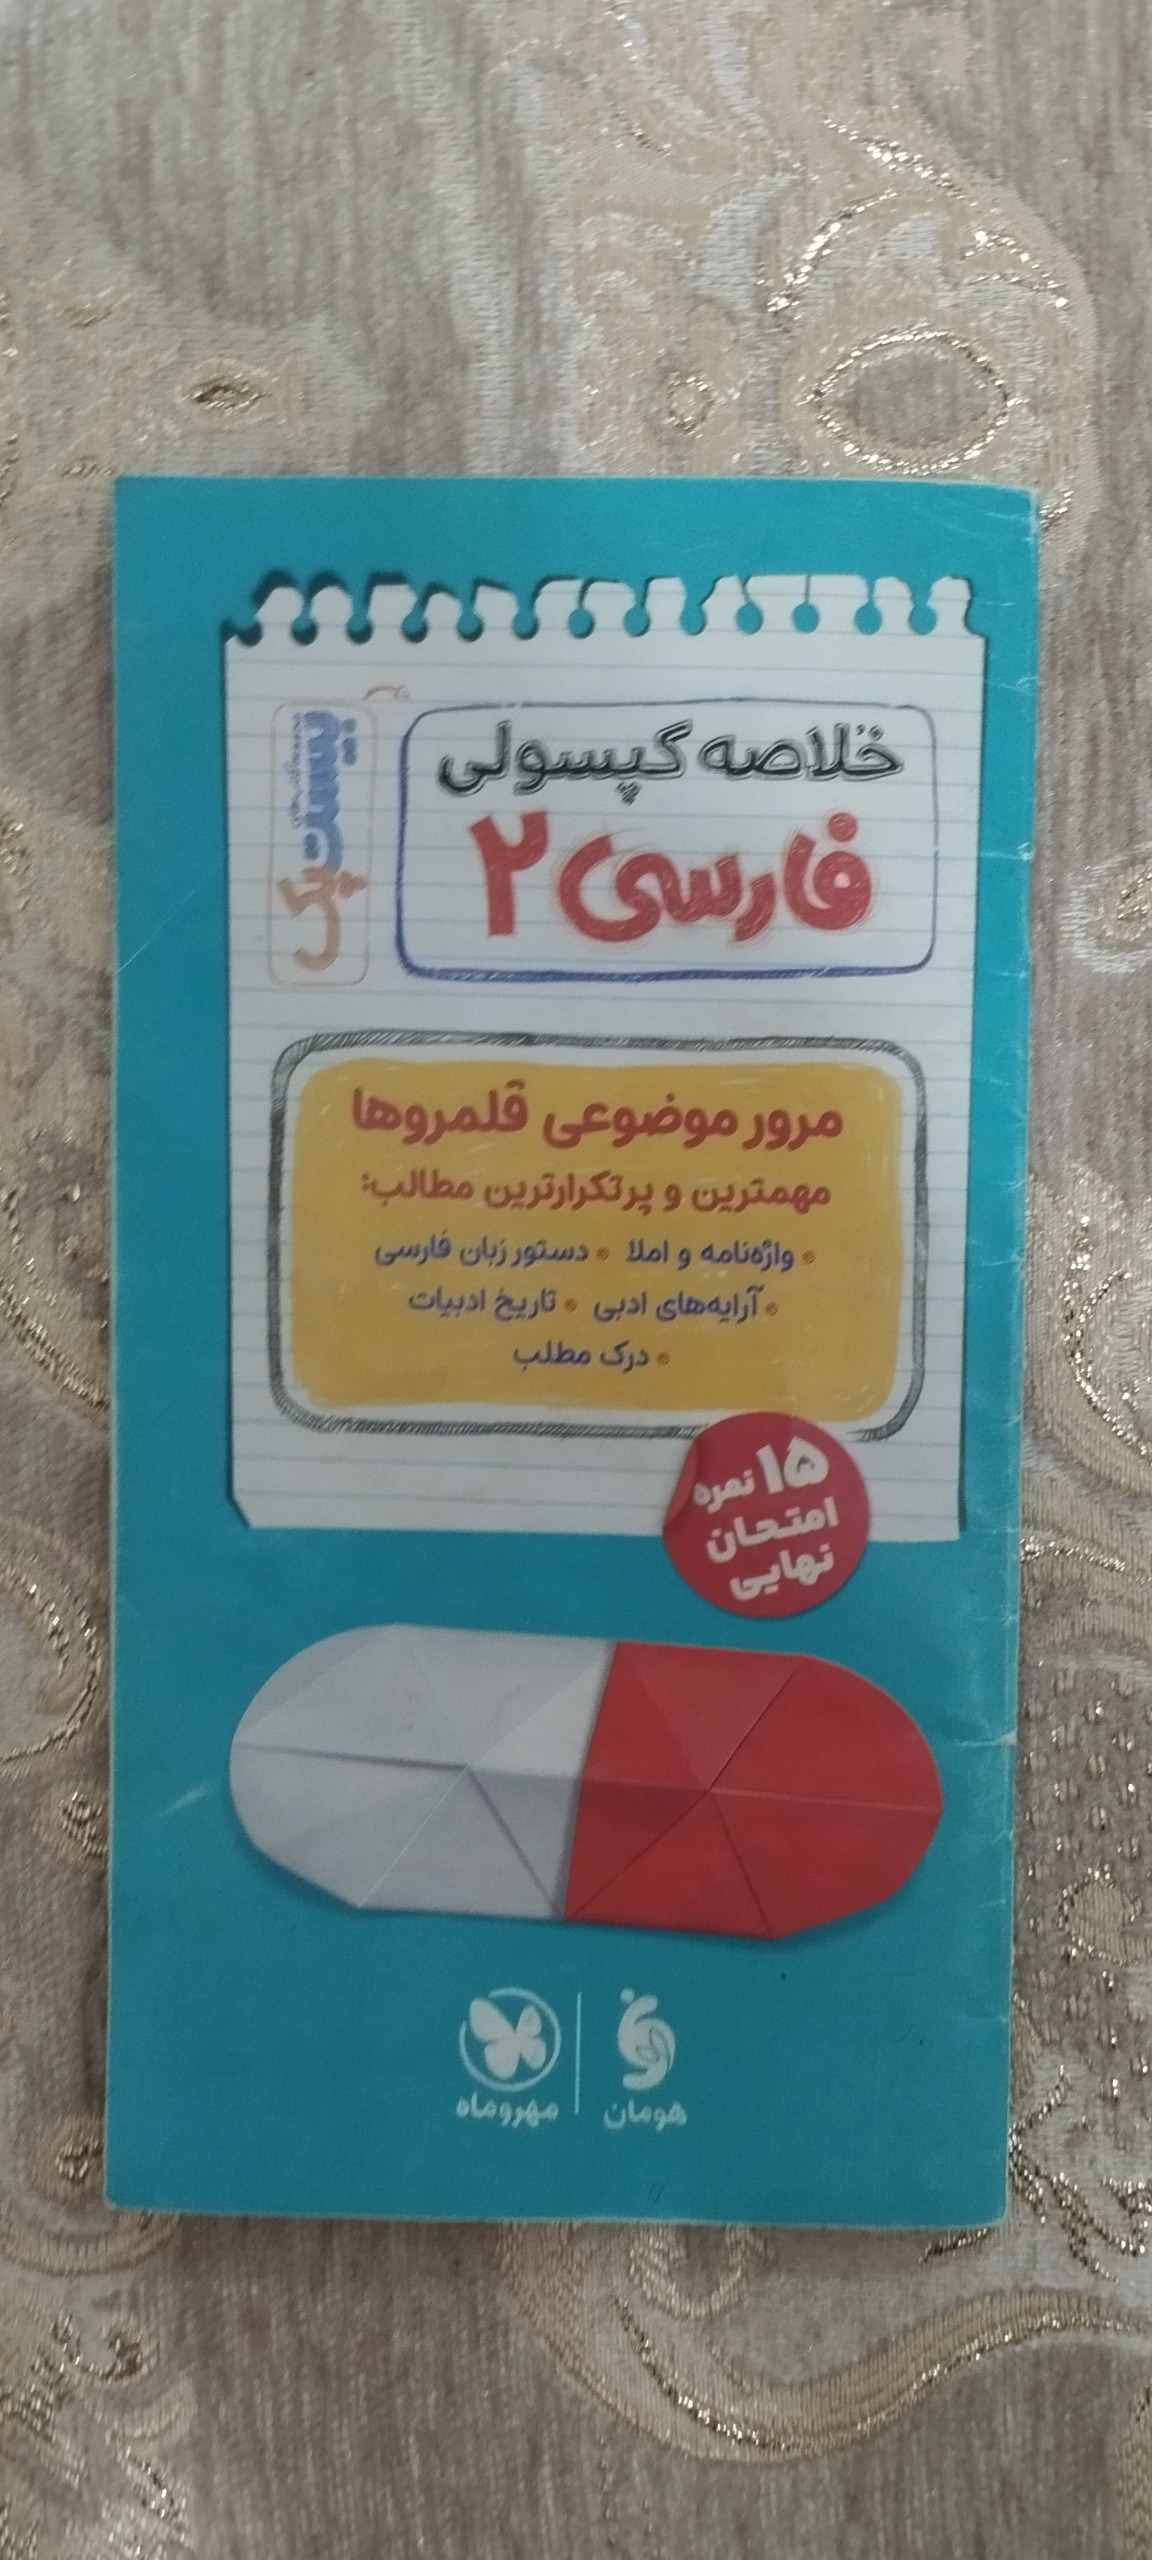 خلاصه کپسولی
فارسی ۲
بیست پک
مرور موضوعی قلمروها
مهمترین و پرتکرارترین مطالب:
• واژه‌نامه و املا • دستور زبان فارسی
• آرایه‌های ادبی • تاریخ ادبیات
• درک مطلب
۱۵ نمره
امتحان
نهایی
هومان
مهروماه